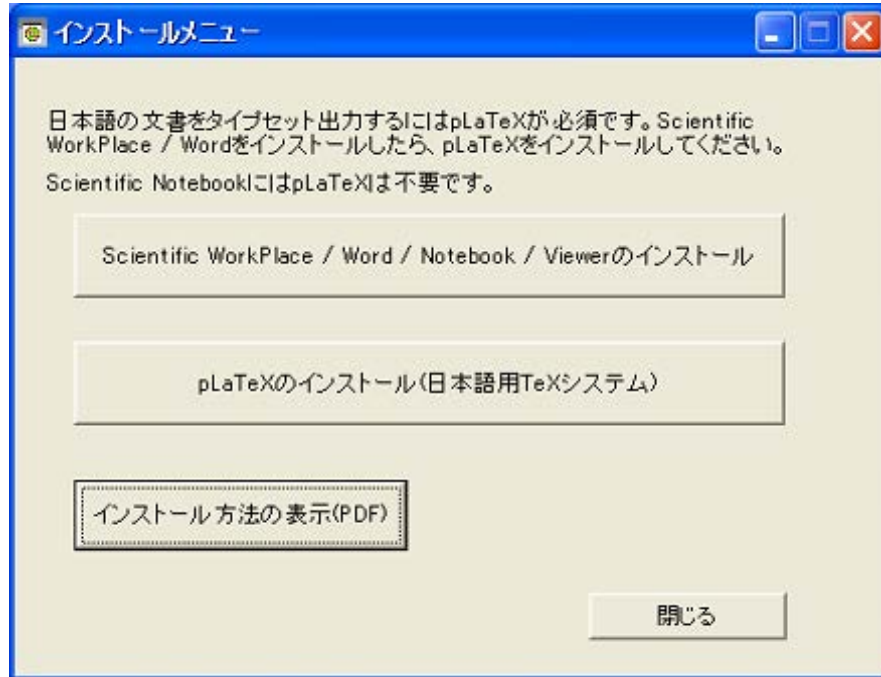 インストールメニュー
日本語の文書をタイプセット出力するにはpLaTeXが必須です。Scientific
WorkPlace / Wordをインストールしたら、pLaTeXをインストールしてください。
Scientific NotebookにはpLaTeXは不要です。
Scientific WorkPlace / Word / Notebook / Viewerのインストール
pLaTeXのインストール(日本語用TeXシステム)
インストール方法の表示(PDF)
閉じる